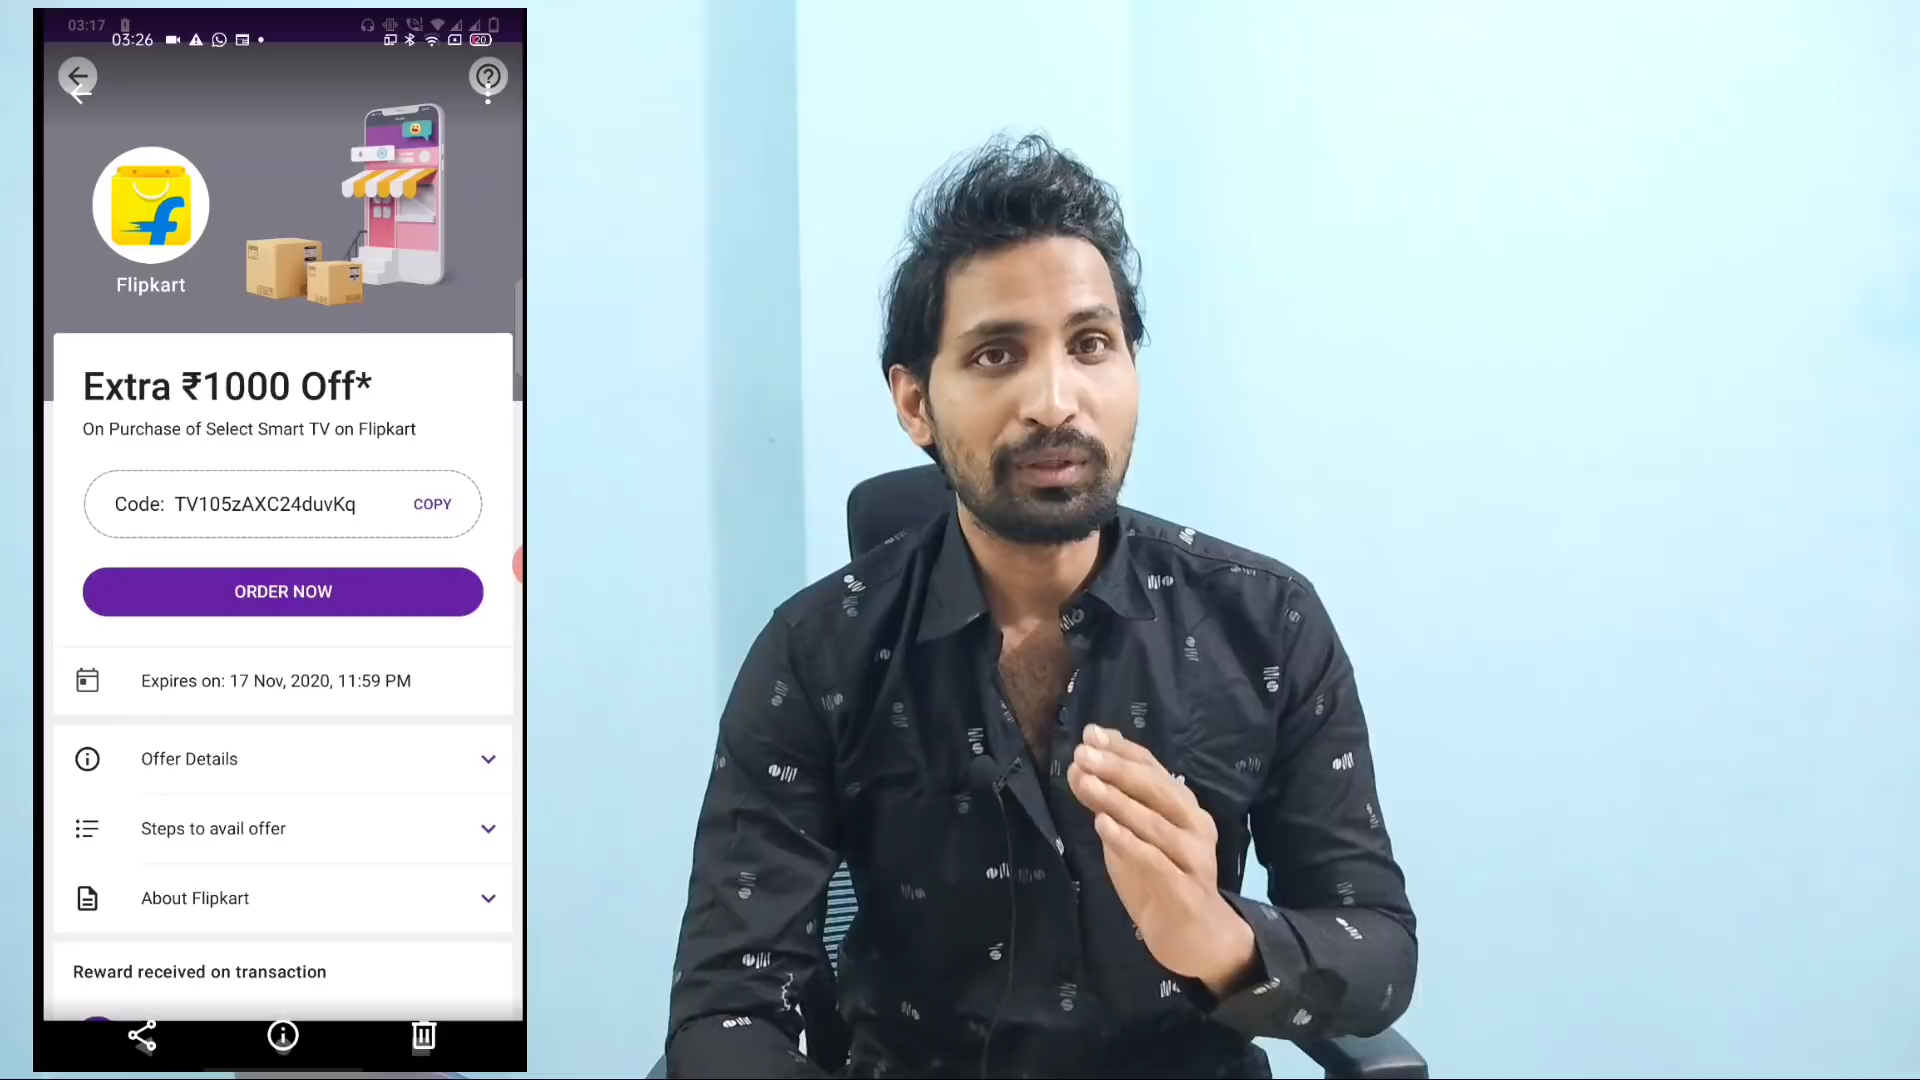 03:17
03:26
20
Flipkart
Extra ₹1000 Off*
On Purchase of Select Smart TV on Flipkart
Code: TV105zAXC24duvKq COPY
ORDER NOW
Expires on: 17 Nov, 2020, 11:59 PM
Offer Details
Steps to avail offer
About Flipkart
Reward received on transaction